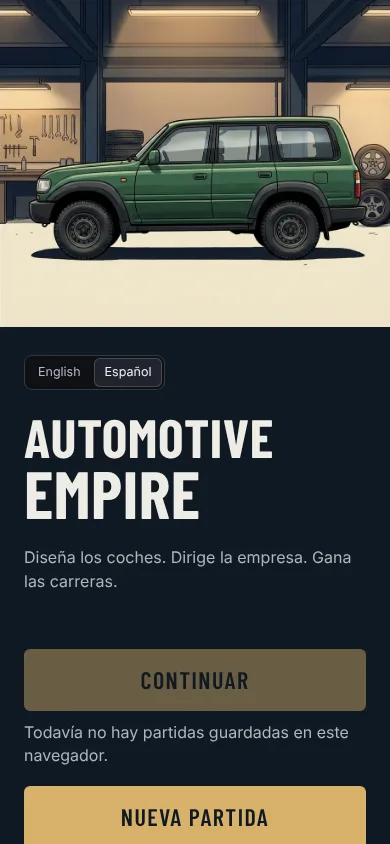 English
Español
AUTOMOTIVE
EMPIRE
Diseña los coches. Dirige la empresa. Gana
las carreras.
CONTINUAR
Todavía no hay partidas guardadas en este
navegador.
NUEVA PARTIDA